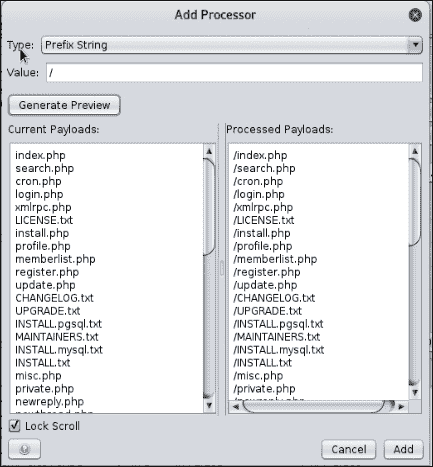 Add Processor
Type: Prefix String
Value: /
Generate Preview
Current Payloads:
index.php
search.php
cron.php
login.php
xmlrpc.php
LICENSE.txt
install.php
profile.php
memberlist.php
register.php
update.php
CHANGELOG.txt
UPGRADE.txt
INSTALL.pgsql.txt
MAINTAINERS.txt
INSTALL.mysql.txt
INSTALL.txt
misc.php
private.php
newreply.php
newthread.php
Processed Payloads:
/index.php
/search.php
/cron.php
/login.php
/xmlrpc.php
/LICENSE.txt
/install.php
/profile.php
/memberlist.php
/register.php
/update.php
/CHANGELOG.txt
/UPGRADE.txt
/INSTALL.pgsql.txt
/MAINTAINERS.txt
/INSTALL.mysql.txt
/INSTALL.txt
/misc.php
/private.php
/newreply.php
Lock Scroll
Cancel
Add